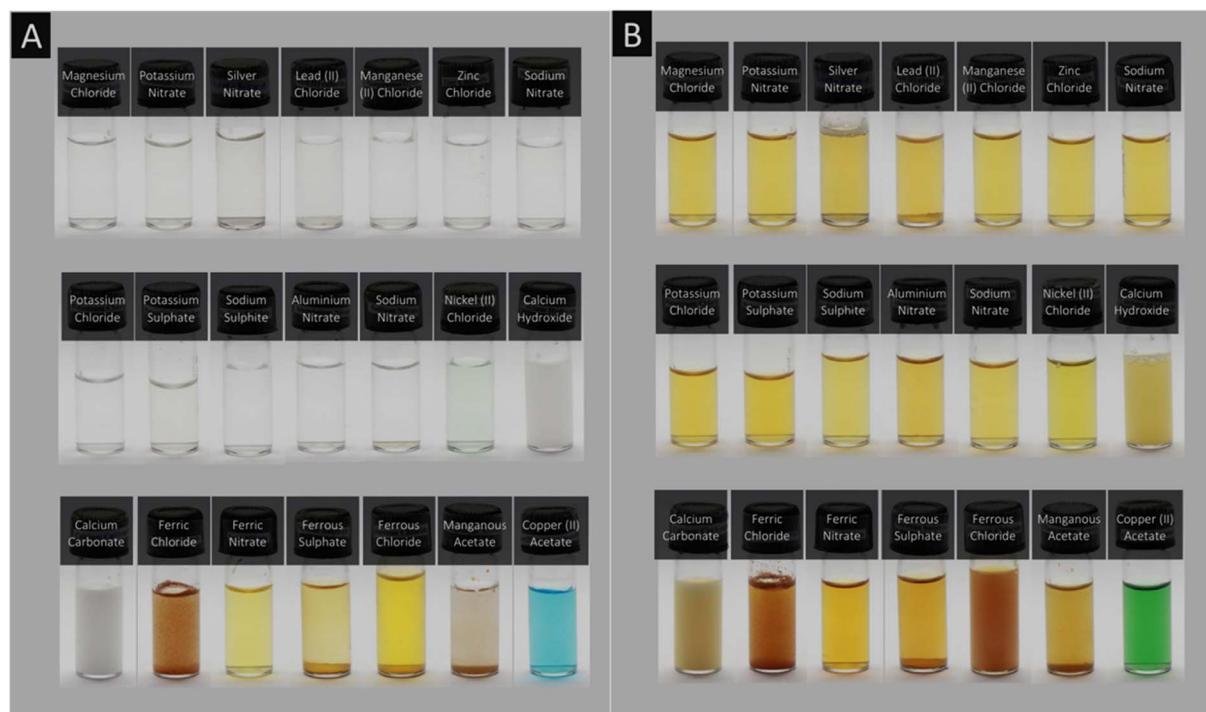 A
Magnesium Chloride
Potassium Nitrate
Silver Nitrate
Lead (II) Chloride
Manganese (II) Chloride
Zinc Chloride
Sodium Nitrate
Potassium Chloride
Potassium Sulphate
Sodium Sulphite
Aluminium Nitrate
Sodium Nitrate
Nickel (II) Chloride
Calcium Hydroxide
Calcium Carbonate
Ferric Chloride
Ferric Nitrate
Ferrous Sulphate
Ferrous Chloride
Manganous Acetate
Copper (II) Acetate
B
Magnesium Chloride
Potassium Nitrate
Silver Nitrate
Lead (II) Chloride
Manganese (II) Chloride
Zinc Chloride
Sodium Nitrate
Potassium Chloride
Potassium Sulphate
Sodium Sulphite
Aluminium Nitrate
Sodium Nitrate
Nickel (II) Chloride
Calcium Hydroxide
Calcium Carbonate
Ferric Chloride
Ferric Nitrate
Ferrous Sulphate
Ferrous Chloride
Manganous Acetate
Copper (II) Acetate